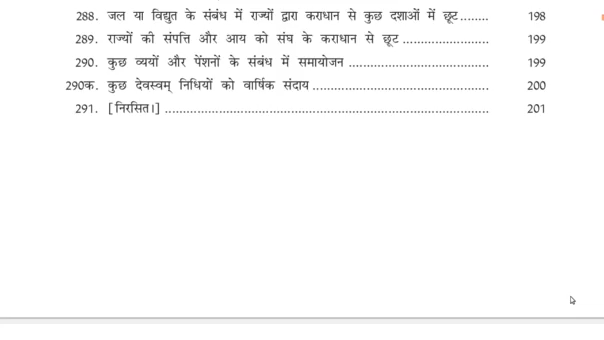 288. जल या विद्युत के संबंध में राज्यों द्वारा कराधान से कुछ दशाओं में छूट........ 198
289. राज्यों की संपत्ति और आय को संघ के कराधान से छूट ........................ 199
290. कुछ व्ययों और पेंशनों के संबंध में समायोजन ....................................... 199
290क. कुछ देवस्वम् निधियों को वार्षिक संदाय ................................................. 200
291. [निरसित।] .......................................................................................... 201